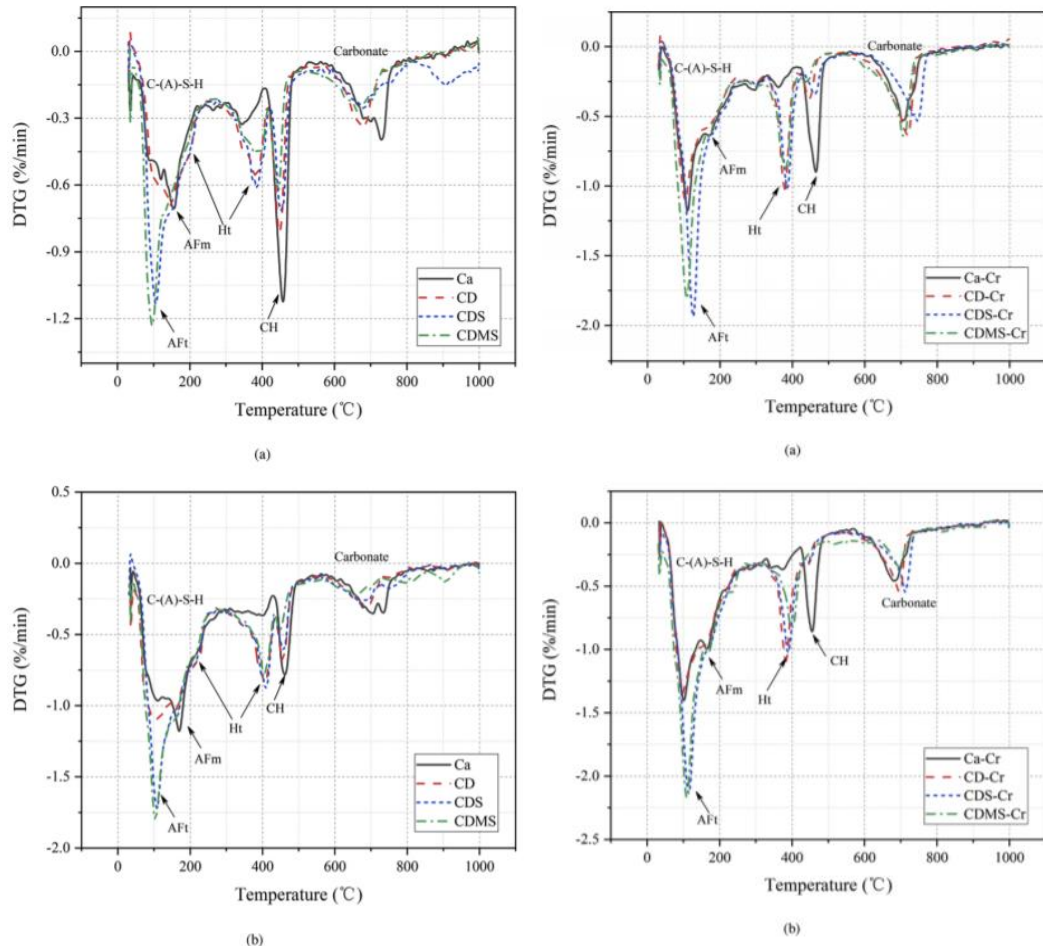 0.0
-0.3
-0.6
-0.9
-1.2
DTG (%/min)
C-(A)-S-H
Carbonate
Ht
AFm
AFt
CH
Ca
CD
CDS
CDMS
0 200 400 600 800 1000
Temperature (℃)
(a)
0.0
-0.5
-1.0
-1.5
-2.0
DTG (%/min)
C-(A)-S-H
Carbonate
AFm
Ht
CH
AFt
Ca-Cr
CD-Cr
CDS-Cr
CDMS-Cr
0 200 400 600 800 1000
Temperature (℃)
(a)
0.5
0.0
-0.5
-1.0
-1.5
-2.0
DTG (%/min)
C-(A)-S-H
Carbonate
Ht
CH
AFm
AFt
Ca
CD
CDS
CDMS
0 200 400 600 800 1000
Temperature (℃)
(b)
0.0
-0.5
-1.0
-1.5
-2.0
-2.5
DTG (%/min)
C-(A)-S-H
Carbonate
AFm
Ht
CH
AFt
Ca-Cr
CD-Cr
CDS-Cr
CDMS-Cr
0 200 400 600 800 1000
Temperature (℃)
(b)